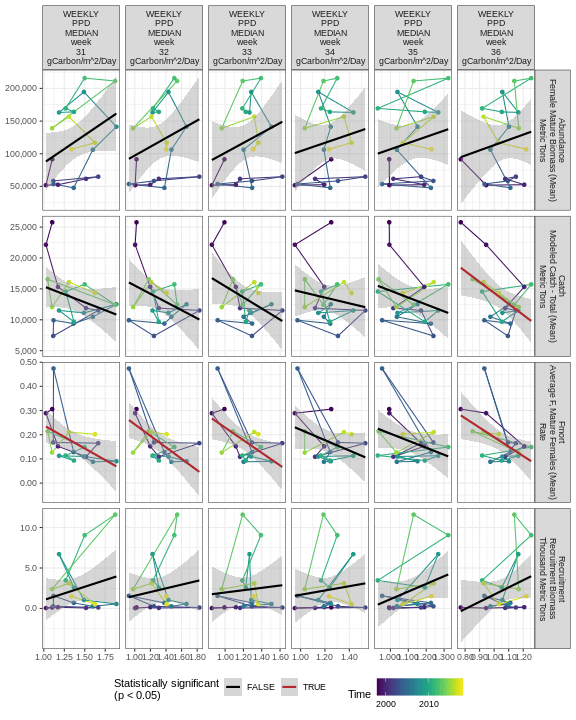 WEEKLY
PPD
MEDIAN
week
31
gCarbon/m^2/Day
WEEKLY
PPD
MEDIAN
week
32
gCarbon/m^2/Day
WEEKLY
PPD
MEDIAN
week
33
gCarbon/m^2/Day
WEEKLY
PPD
MEDIAN
week
34
gCarbon/m^2/Day
WEEKLY
PPD
MEDIAN
week
35
gCarbon/m^2/Day
WEEKLY
PPD
MEDIAN
week
36
gCarbon/m^2/Day
200,000
150,000
100,000
50,000
Abundance
Female Mature Biomass (Mean)
Metric Tons
25,000
20,000
15,000
10,000
5,000
Catch
Modeled Catch - Total (Mean)
Metric Tons
0.50
0.40
0.30
0.20
0.10
0.00
Fmort
Average F, Mature Females (Mean)
Rate
10.0
5.0
0.0
Recruitment
Recruitment Biomass
Thousand Metric Tons
1.00 1.25 1.50 1.75
1.00 1.20 1.40 1.60 1.80
1.00 1.20 1.40 1.60
1.00 1.20 1.40
1.000 1.100 1.200 1.300
0.80 0.90 1.00 1.10 1.20
Statistically significant
(p < 0.05)
FALSE
TRUE
Time
2000 2010